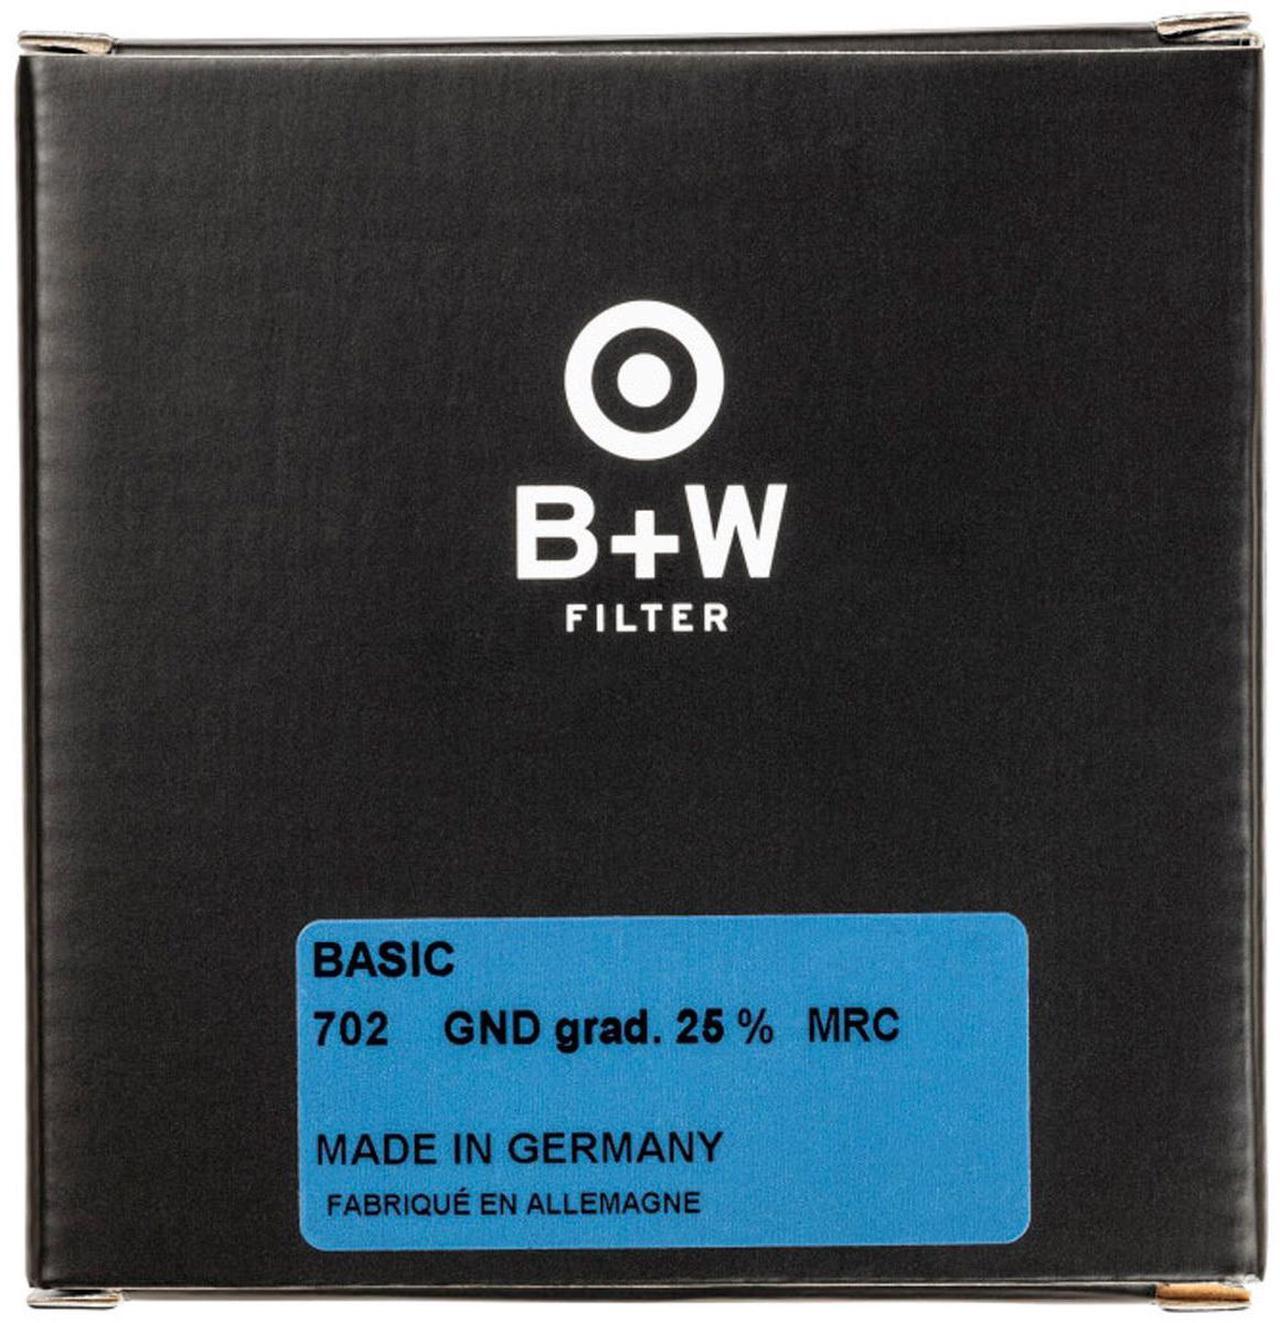 B+W
FILTER
BASIC
702 GND grad. 25 % MRC
MADE IN GERMANY
FABRIQUÉ EN ALLEMAGNE